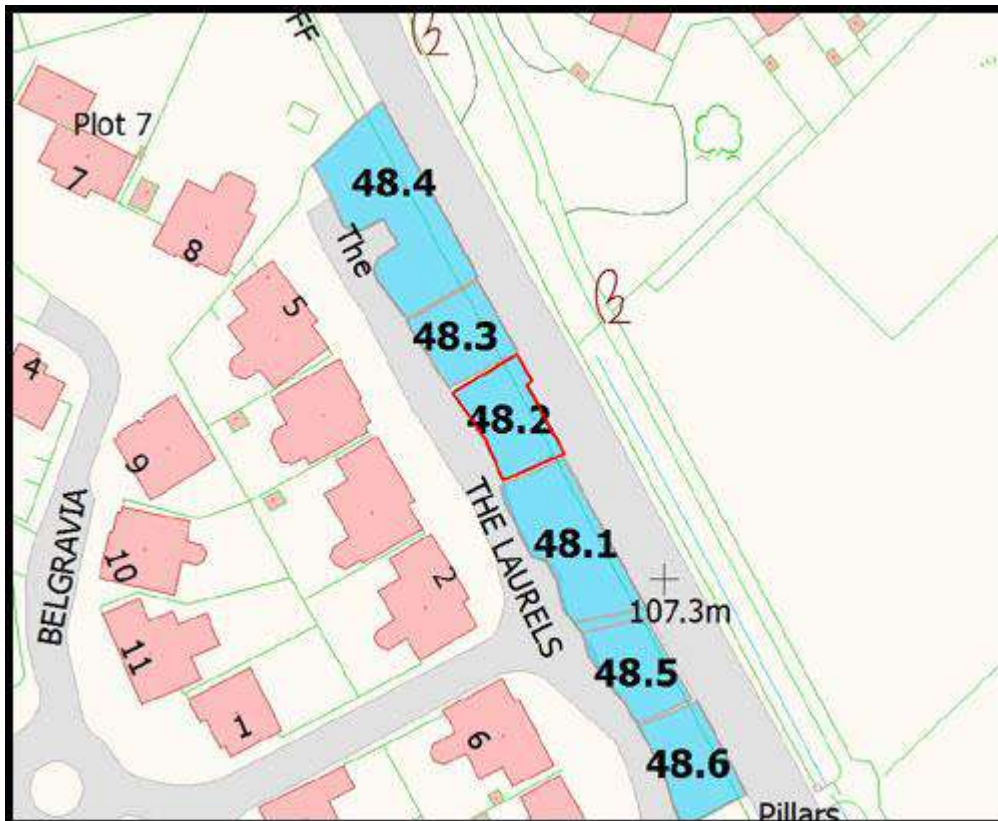 FF
Plot 7
7
8
48.4
The
5
48.3
4
48.2
9
THE LAURELS
48.1
10
2
107.3m
BELGRAVIA
11
48.5
1
6
48.6
Pillars